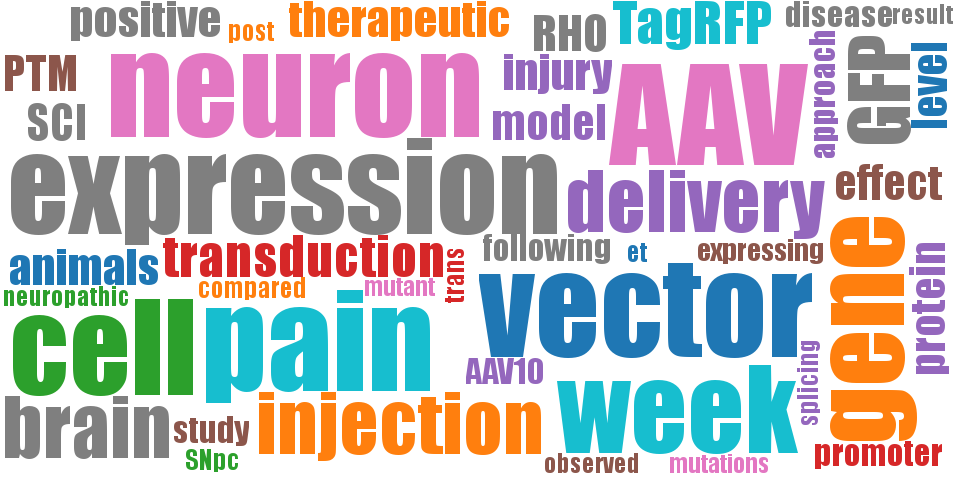 positive
post
therapeutic
RHO
TagRFP
disease
result
PTM
neuron
injury
approach
GFP
level
SCI
model
AAV
expression
delivery
effect
animals
transduction
following
et
expressing
neuropathic
compared
mutant
trans
gene
protein
cell
pain
vector
AAV10
splicing
brain
study
injection
week
SNpc
observed
mutations
promoter